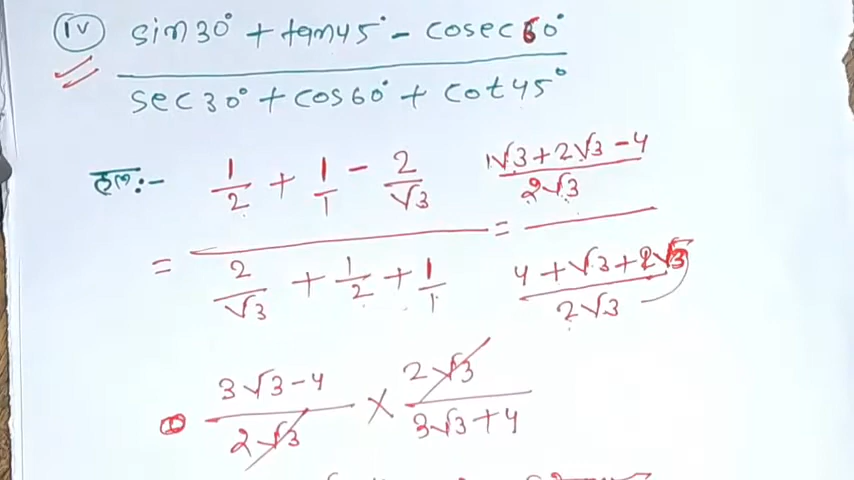 (iv) sin30° + tan45° - cosec60°
sec30° + cos60° + cot45°
हल:- 1/2 + 1/1 - 2/√3 1√3+2√3-4/2√3
= 2/√3 + 1/2 + 1/1 = 4+√3+2√3/2√3
3√3-4/2√3 × 2√3/3√3+4